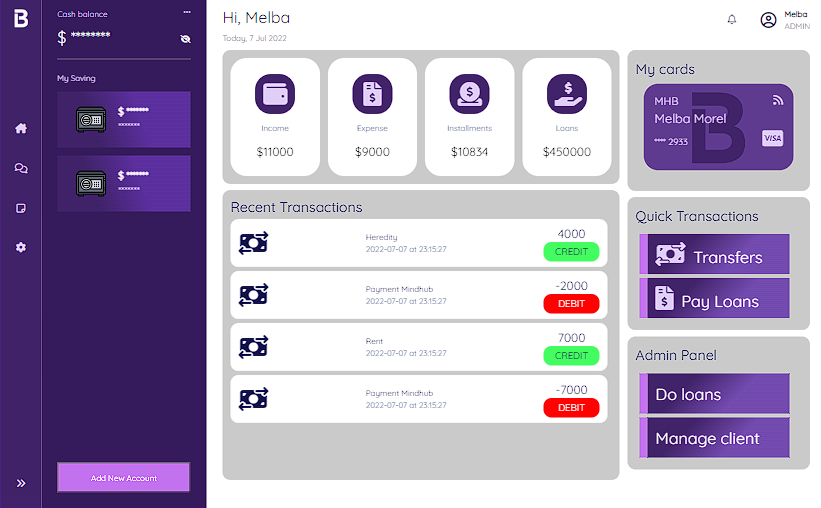 B
Cash balance
...
$ ********
My Saving
$ *******
*******
$ *******
*******
Add New Account
Hi, Melba
Today, 7 Jul 2022
Melba
ADMIN
Income
$11000
Expense
$9000
Installments
$10834
Loans
$450000
Recent Transactions
Heredity
2022-07-07 at 23:15:27
4000
CREDIT
Payment Mindhub
2022-07-07 at 23:15:27
-2000
DEBIT
Rent
2022-07-07 at 23:15:27
7000
CREDIT
Payment Mindhub
2022-07-07 at 23:15:27
-7000
DEBIT
My cards
MHB
Melba Morel
B
**** 2933
VISA
Quick Transactions
Transfers
Pay Loans
Admin Panel
Do loans
Manage client